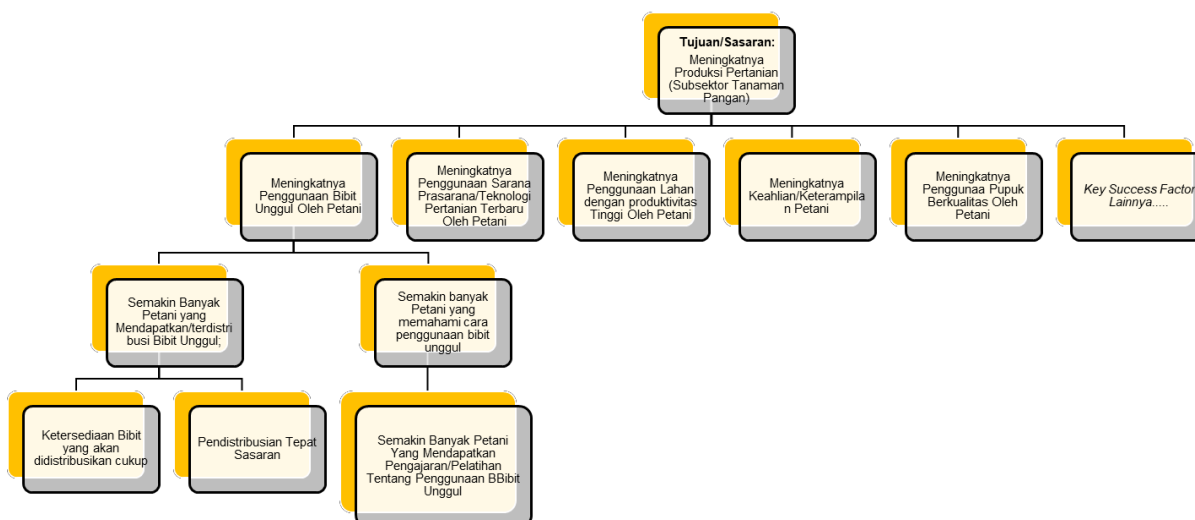 Tujuan/Sasaran:
Meningkatnya
Produksi Pertanian
(Subsektor Tanaman
Pangan)
Meningkatnya
Penggunaan Bibit
Unggul Oleh Petani
Meningkatnya
Penggunaan Sarana
Prasarana/Teknologi
Pertanian Terbaru
Oleh Petani
Meningkatnya
Penggunaan Lahan
dengan produktivitas
Tinggi Oleh Petani
Meningkatnya
Keahlian/Keterampila
n Petani
Meningkatnya
Penggunaa Pupuk
Berkualitas Oleh
Petani
Key Success Factor
Lainnya.....
Semakin Banyak
Petani yang
Mendapatkan/terdistri
busi Bibit Unggul;
Semakin banyak
Petani yang
memahami cara
penggunaan bibit
unggul
Ketersediaan Bibit
yang akan
didistribusikan cukup
Pendistribusian Tepat
Sasaran
Semakin Banyak Petani
Yang Mendapatkan
Pengajaran/Pelatihan
Tentang Penggunaan BBibit
Unggul